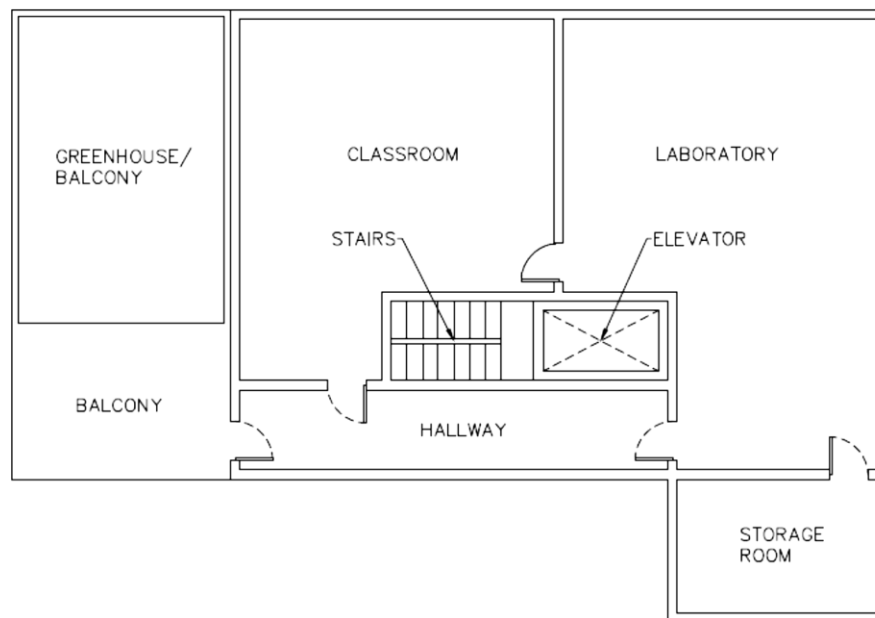 GREENHOUSE/
BALCONY
CLASSROOM
LABORATORY
STAIRS
ELEVATOR
BALCONY
HALLWAY
STORAGE
ROOM